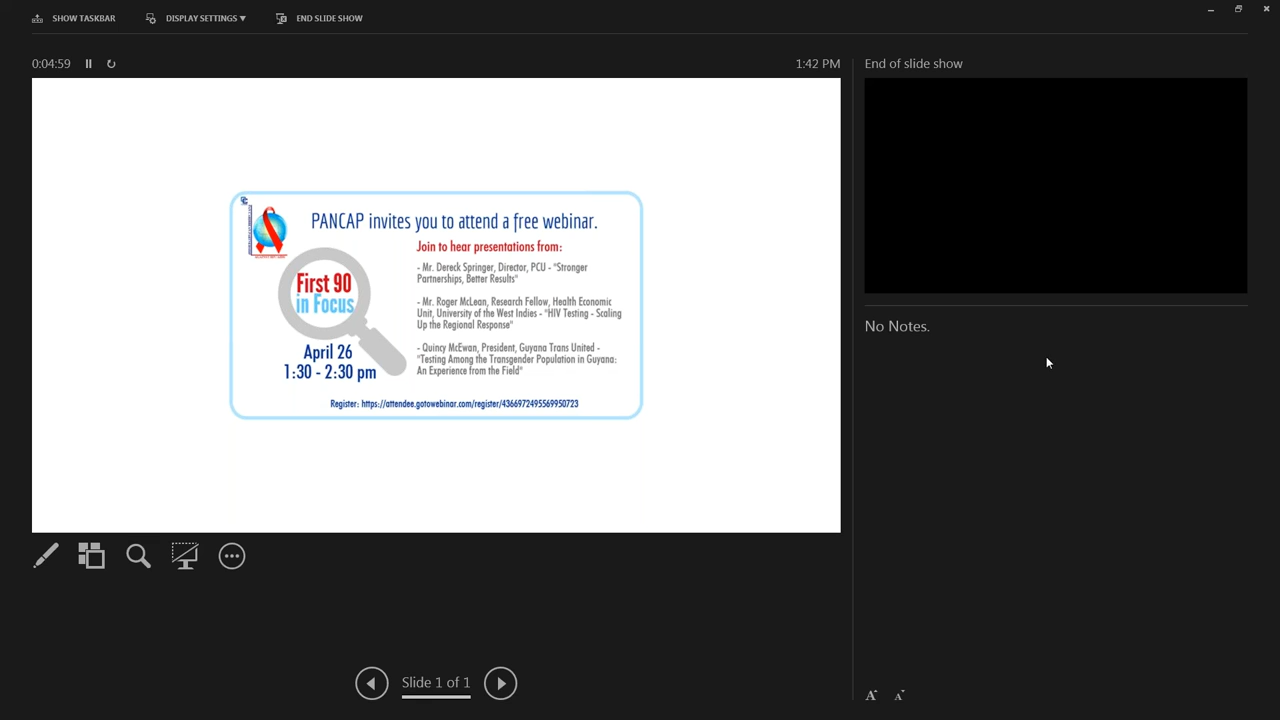 SHOW TASKBAR
DISPLAY SETTINGS ▼
END SLIDE SHOW
0:04:59
1:42 PM
End of slide show
PANCAP invites you to attend a free webinar.
Join to hear presentations from:
First 90
in Focus
April 26
1:30 - 2:30 pm
- Mr. Dereck Springer, Director, PCU - "Stronger
Partnerships, Better Results"
- Mr. Roger McLean, Research Fellow, Health Economic
Unit, University of the West Indies - "HIV Testing - Scaling
Up the Regional Response"
- Quincy McEwan, President, Guyana Trans United -
"Testing Among the Transgender Population in Guyana:
An Experience from the Field"
Register: https://attendee.gotowebinar.com/register/4366972495569950723
No Notes.
Slide 1 of 1
A A